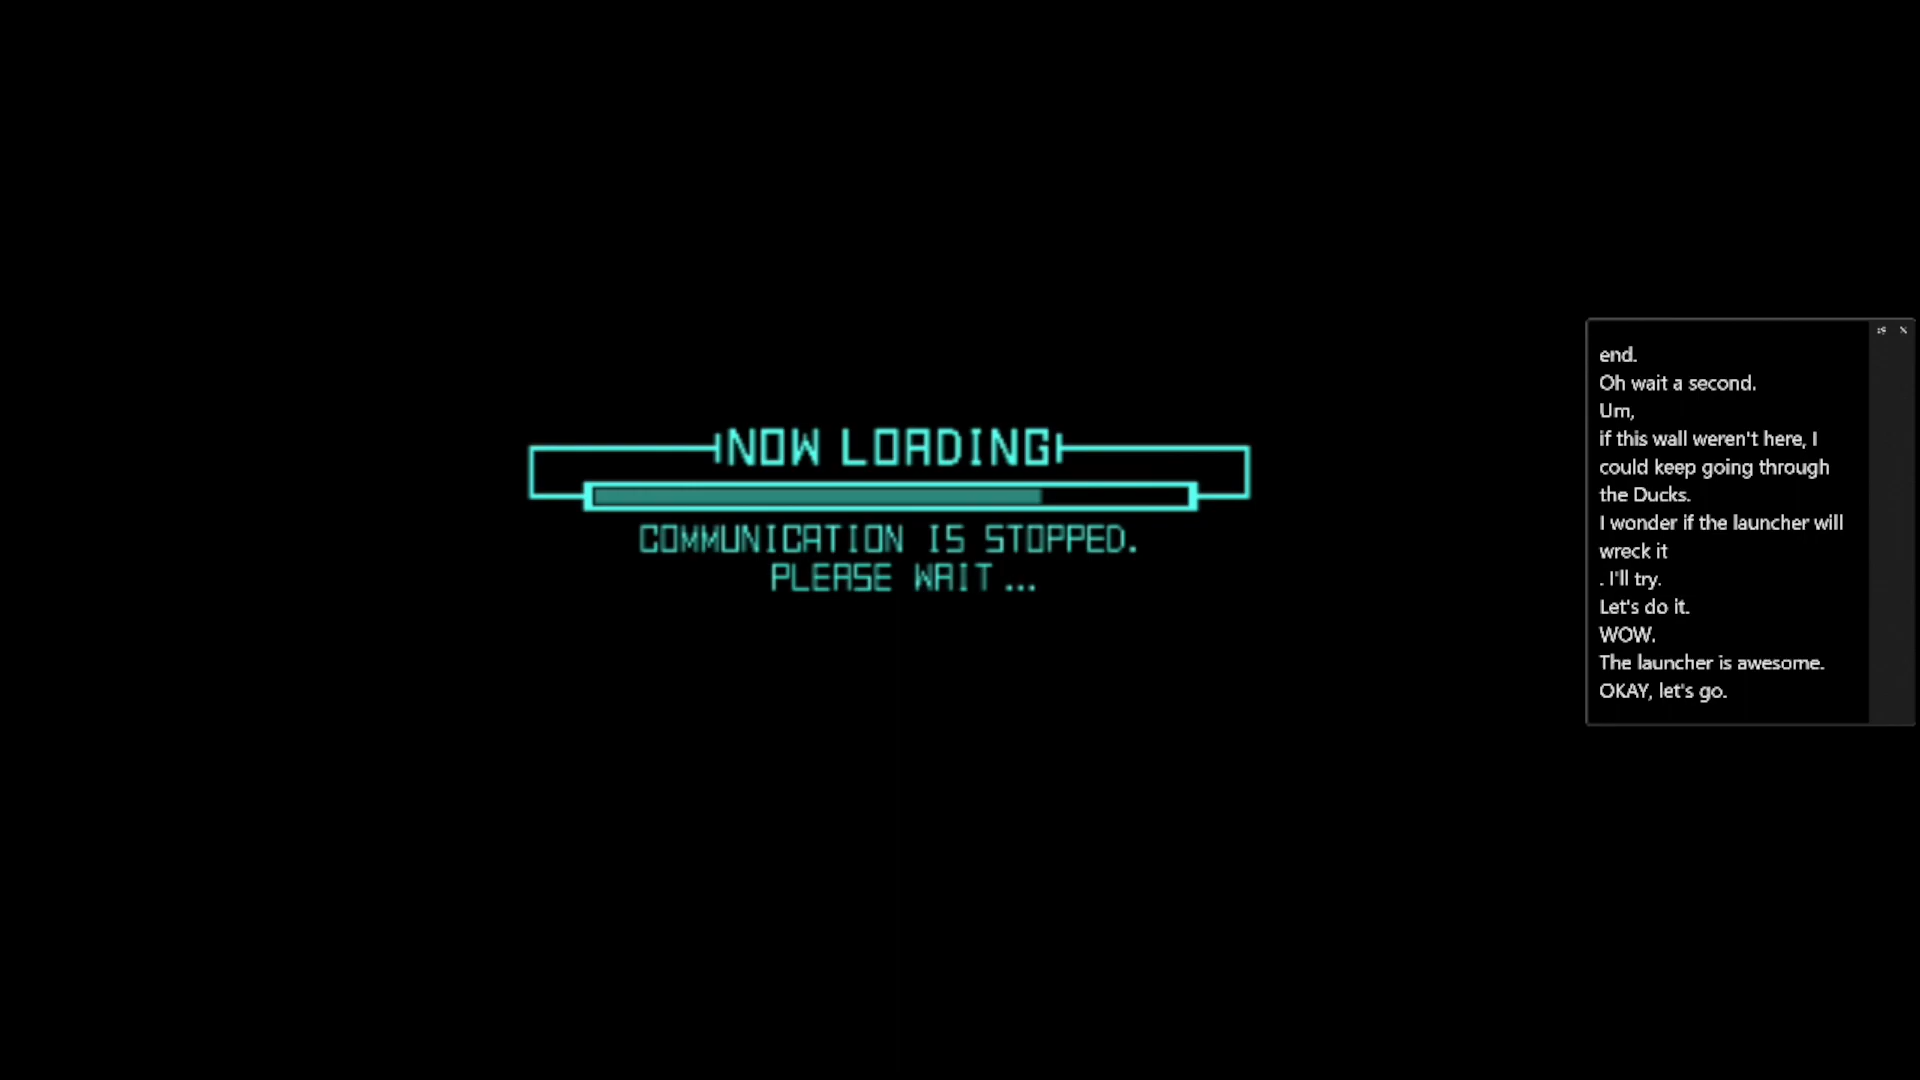 NOW LOADING
COMMUNICATION IS STOPPED.
PLEASE WAIT...
end.
Oh wait a second.
Um,
if this wall weren't here, I
could keep going through
the Ducks.
I wonder if the launcher will
wreck it
. I'll try.
Let's do it.
WOW.
The launcher is awesome.
OKAY, let's go.